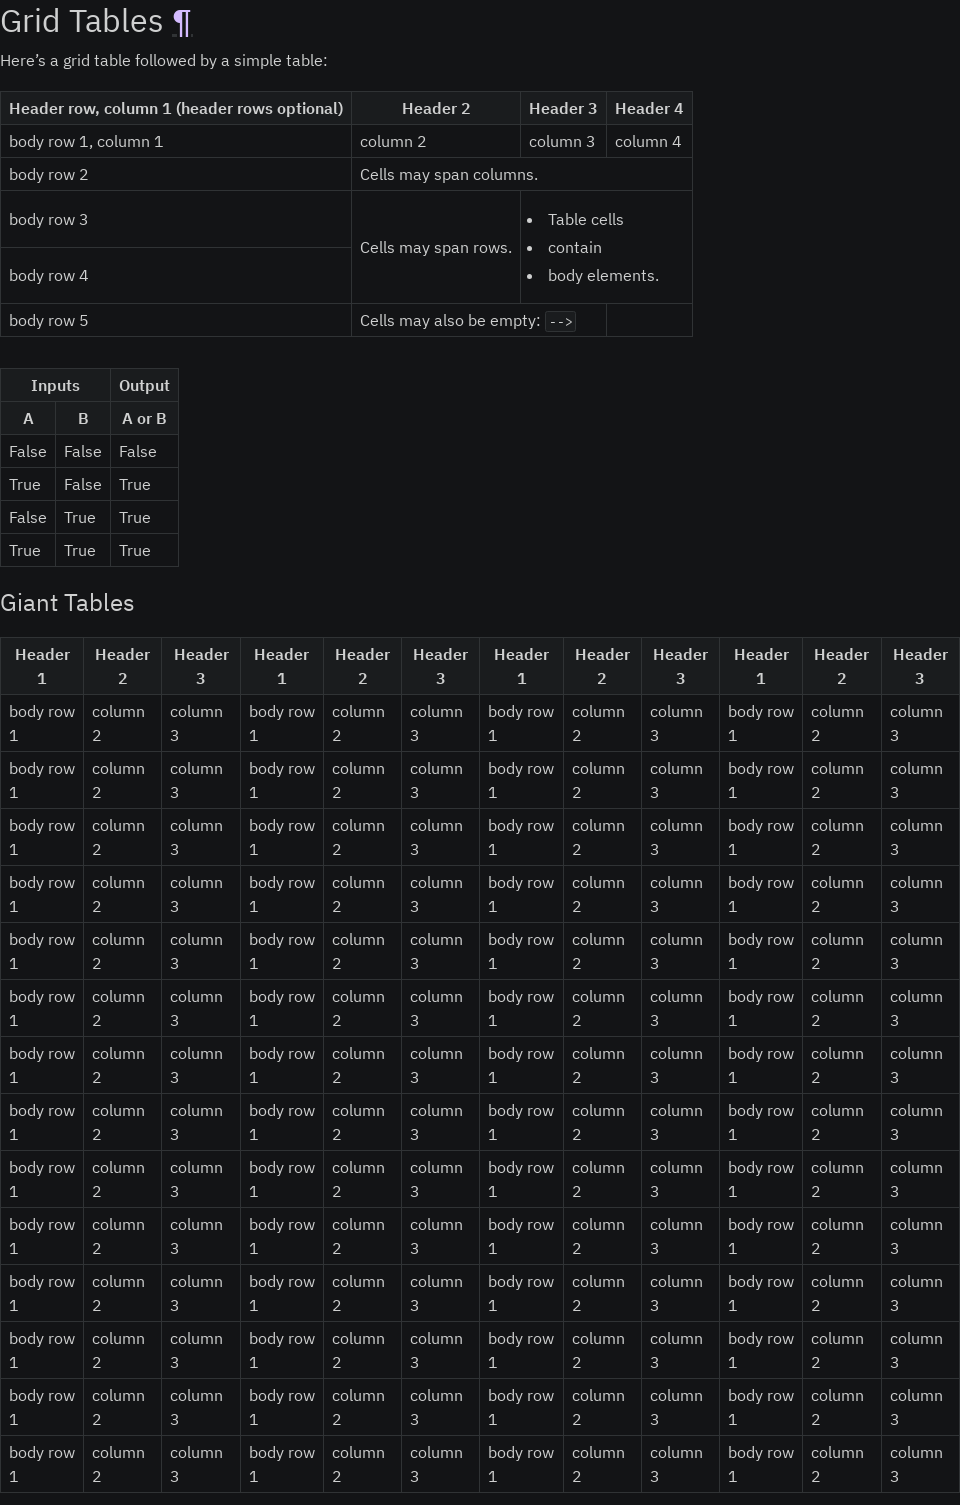 Grid Tables ¶
Here’s a grid table followed by a simple table:
Header row, column 1 (header rows optional) Header 2 Header 3 Header 4
body row 1, column 1 column 2 column 3 column 4
body row 2 Cells may span columns.
body row 3
Cells may span rows.
• Table cells
• contain
• body elements.
body row 4
body row 5 Cells may also be empty: -->
Inputs Output
A B A or B
False False False
True False True
False True True
True True True
Giant Tables
Header Header Header Header Header Header Header Header Header Header Header Header
1 2 3 1 2 3 1 2 3 1 2 3
body row column column body row column column body row column column body row column column
1 2 3 1 2 3 1 2 3 1 2 3
body row column column body row column column body row column column body row column column
1 2 3 1 2 3 1 2 3 1 2 3
body row column column body row column column body row column column body row column column
1 2 3 1 2 3 1 2 3 1 2 3
body row column column body row column column body row column column body row column column
1 2 3 1 2 3 1 2 3 1 2 3
body row column column body row column column body row column column body row column column
1 2 3 1 2 3 1 2 3 1 2 3
body row column column body row column column body row column column body row column column
1 2 3 1 2 3 1 2 3 1 2 3
body row column column body row column column body row column column body row column column
1 2 3 1 2 3 1 2 3 1 2 3
body row column column body row column column body row column column body row column column
1 2 3 1 2 3 1 2 3 1 2 3
body row column column body row column column body row column column body row column column
1 2 3 1 2 3 1 2 3 1 2 3
body row column column body row column column body row column column body row column column
1 2 3 1 2 3 1 2 3 1 2 3
body row column column body row column column body row column column body row column column
1 2 3 1 2 3 1 2 3 1 2 3
body row column column body row column column body row column column body row column column
1 2 3 1 2 3 1 2 3 1 2 3
body row column column body row column column body row column column body row column column
1 2 3 1 2 3 1 2 3 1 2 3
body row column column body row column column body row column column body row column column
1 2 3 1 2 3 1 2 3 1 2 3